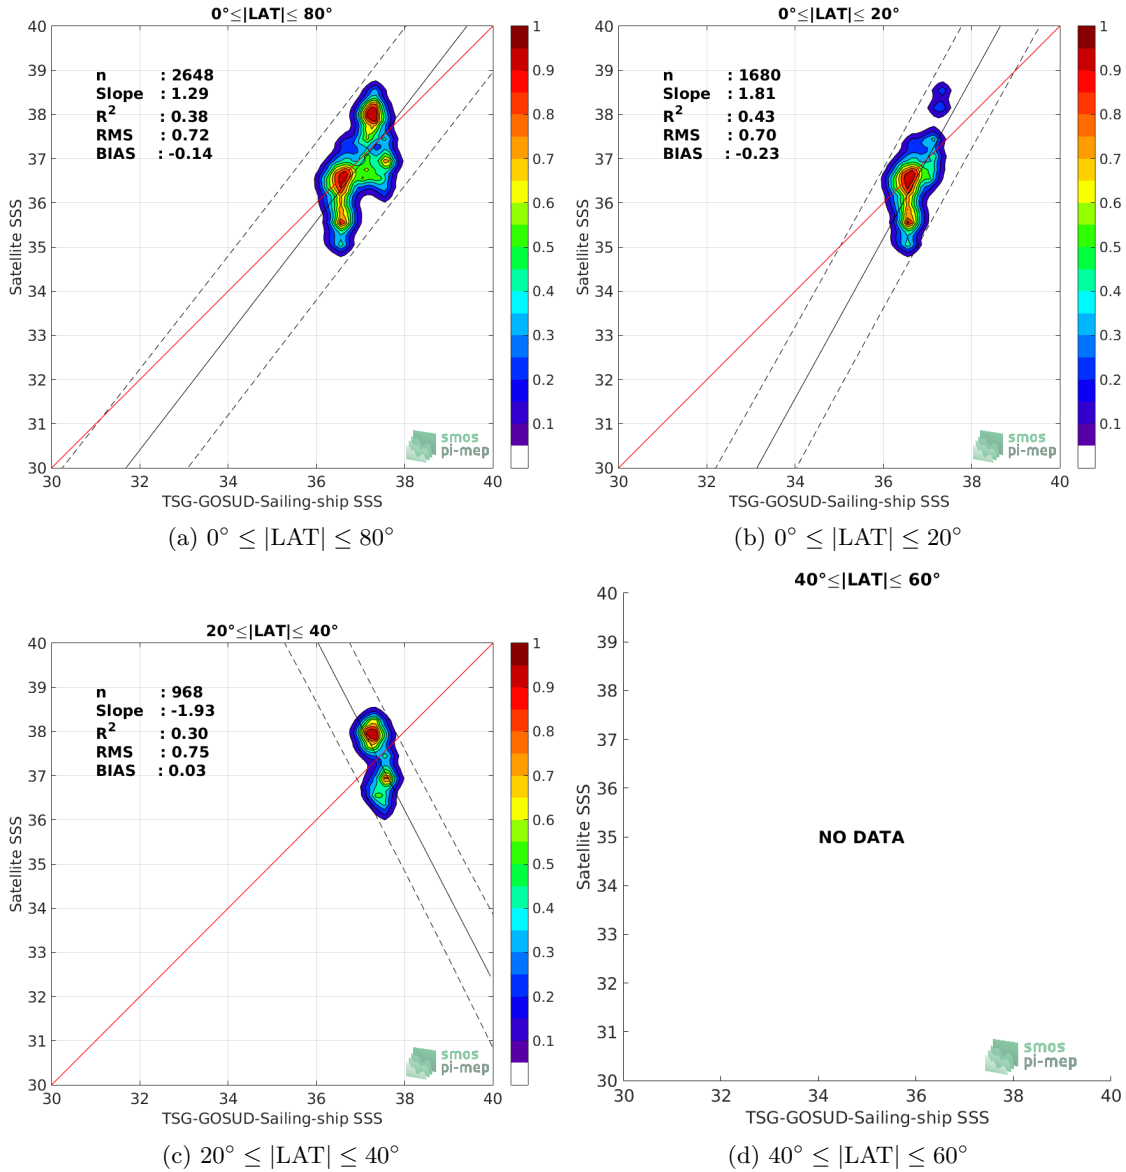 0°≤|LAT|≤ 80°
n : 2648
Slope : 1.29
R² : 0.38
RMS : 0.72
BIAS : -0.14
Satellite SSS
40
39
38
37
36
35
34
33
32
31
30
30 32 34 36 38 40
TSG-GOSUD-Sailing-ship SSS
1
0.9
0.8
0.7
0.6
0.5
0.4
0.3
0.2
0.1
smos
pi-mep
(a) 0° ≤ |LAT| ≤ 80°
0°≤|LAT|≤ 20°
n : 1680
Slope : 1.81
R² : 0.43
RMS : 0.70
BIAS : -0.23
Satellite SSS
40
39
38
37
36
35
34
33
32
31
30
30 32 34 36 38 40
TSG-GOSUD-Sailing-ship SSS
1
0.9
0.8
0.7
0.6
0.5
0.4
0.3
0.2
0.1
smos
pi-mep
(b) 0° ≤ |LAT| ≤ 20°
20°≤|LAT|≤ 40°
n : 968
Slope : -1.93
R² : 0.30
RMS : 0.75
BIAS : 0.03
Satellite SSS
40
39
38
37
36
35
34
33
32
31
30
30 32 34 36 38 40
TSG-GOSUD-Sailing-ship SSS
1
0.9
0.8
0.7
0.6
0.5
0.4
0.3
0.2
0.1
smos
pi-mep
(c) 20° ≤ |LAT| ≤ 40°
40°≤|LAT|≤ 60°
Satellite SSS
40
39
38
37
36
35
34
33
32
31
30
NO DATA
30 32 34 36 38 40
TSG-GOSUD-Sailing-ship SSS
smos
pi-mep
(d) 40° ≤ |LAT| ≤ 60°